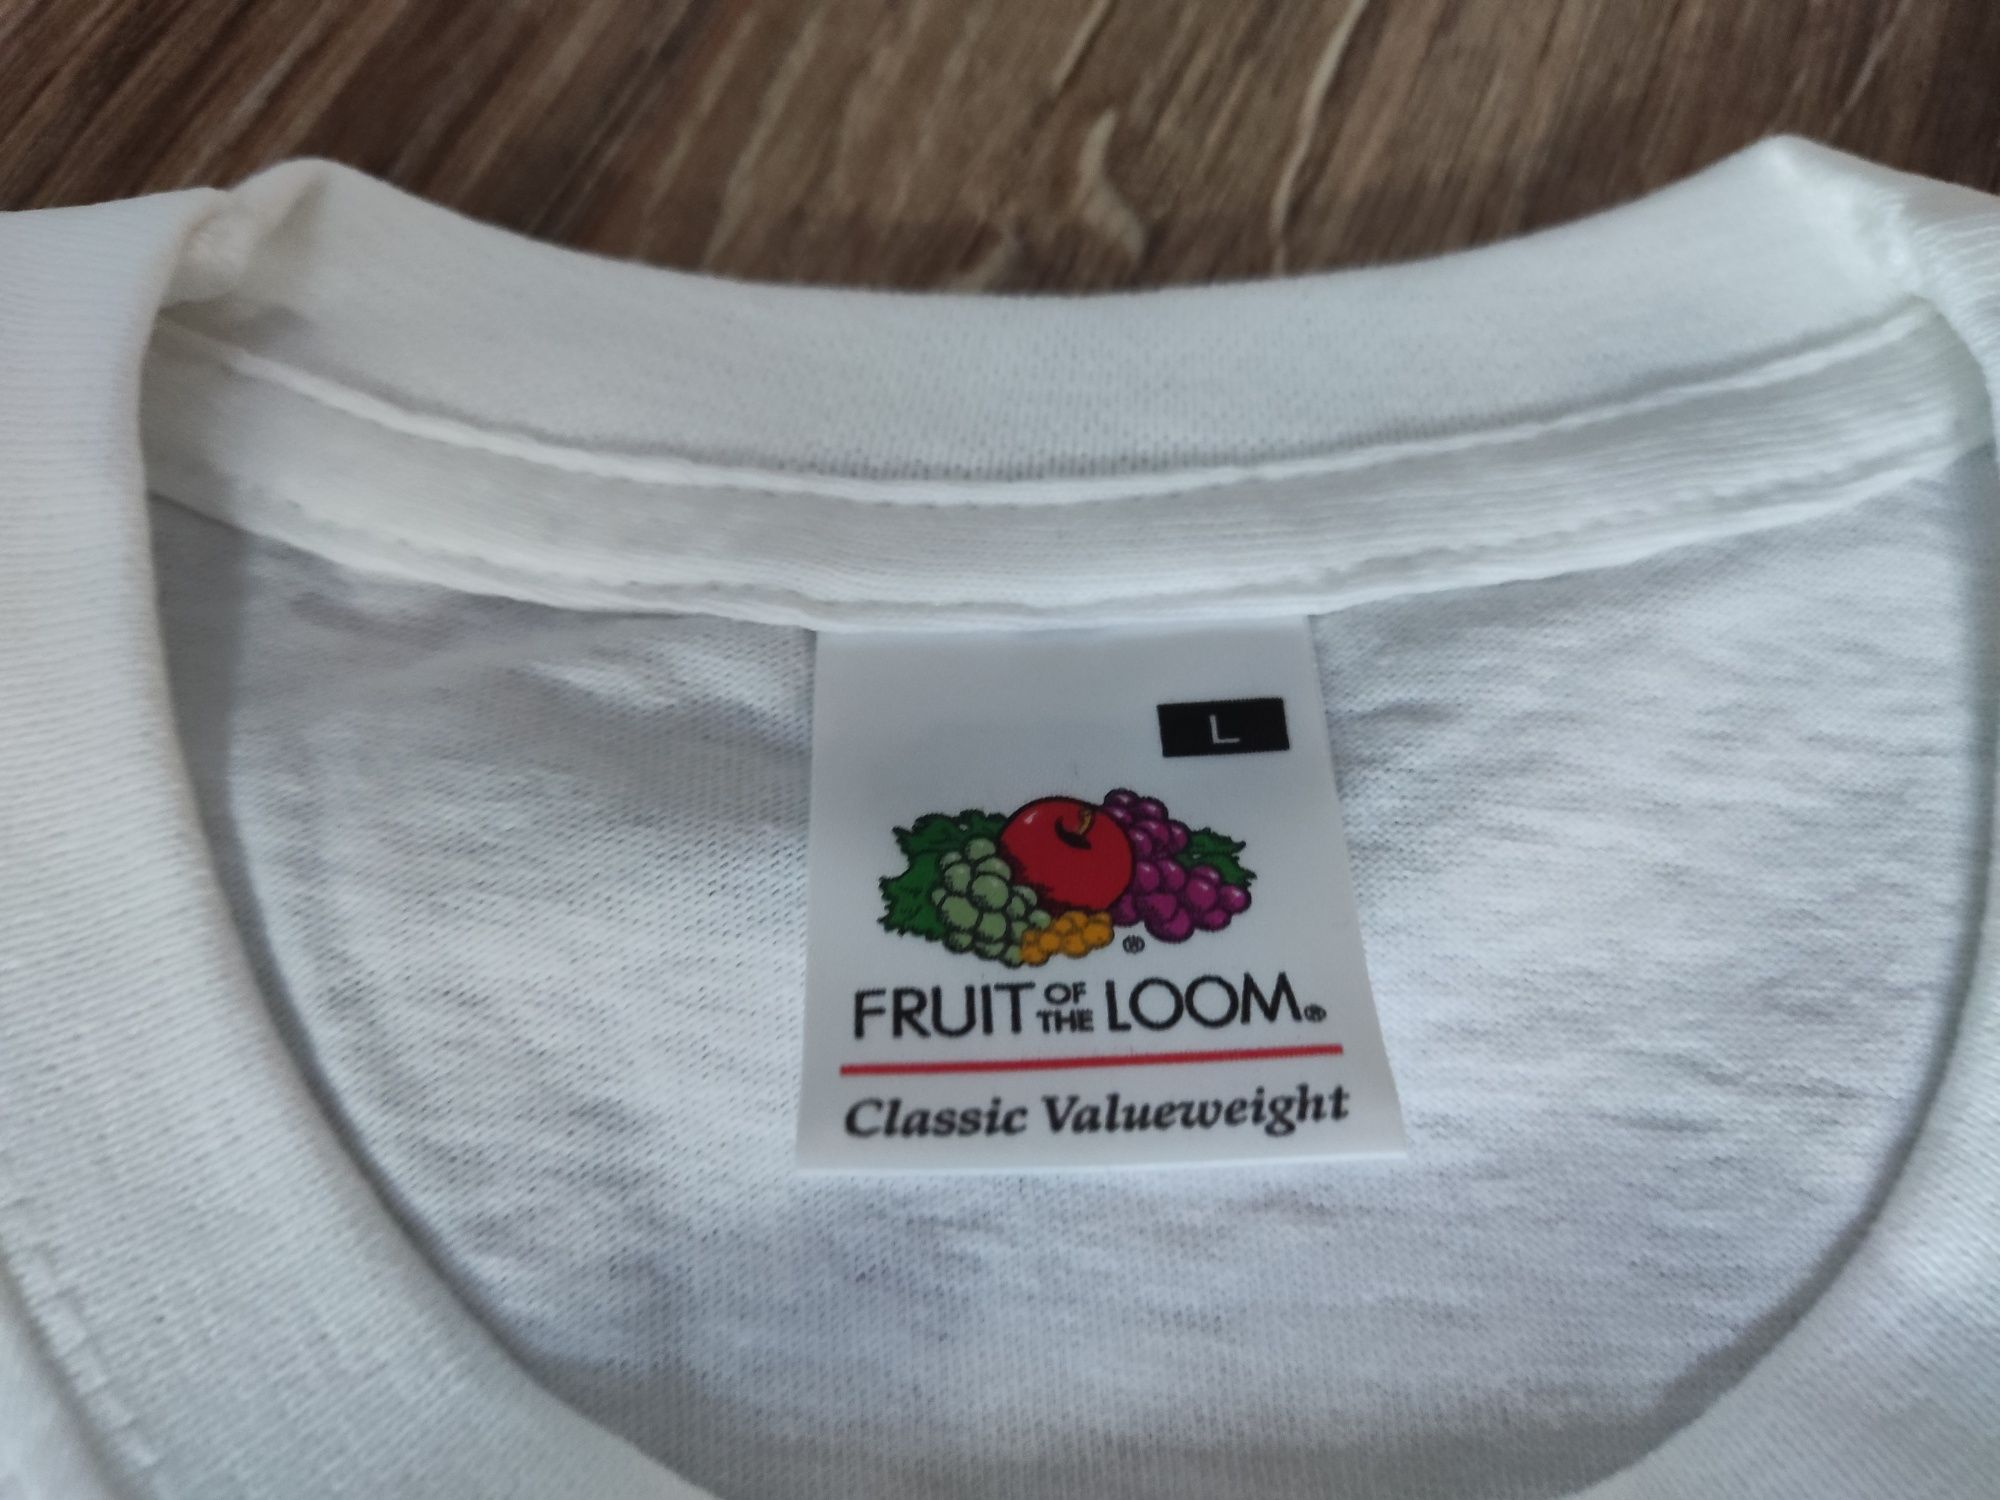 L
®
FRUIT OF THE LOOM®
Classic Valueweight